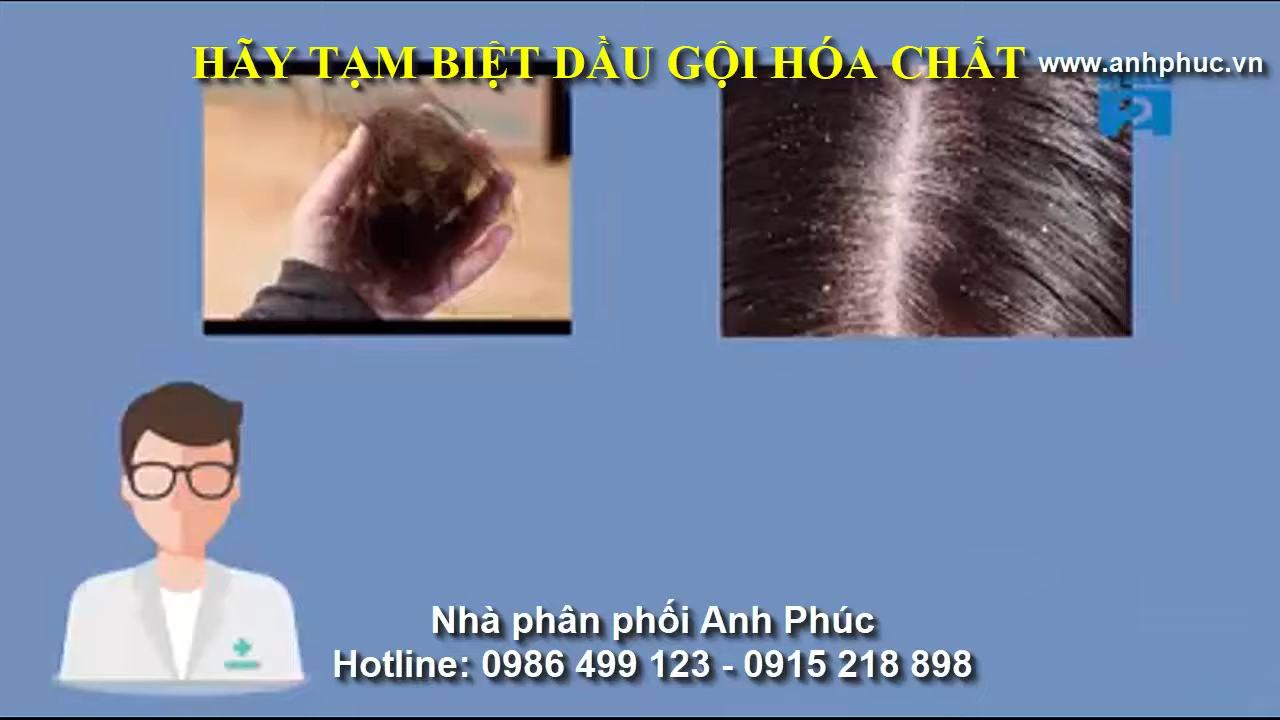 HÃY TẠM BIỆT DẦU GỘI HÓA CHẤT
www.anhphuc.vn
Nhà phân phối Anh Phúc
Hotline: 0986 499 123 - 0915 218 898